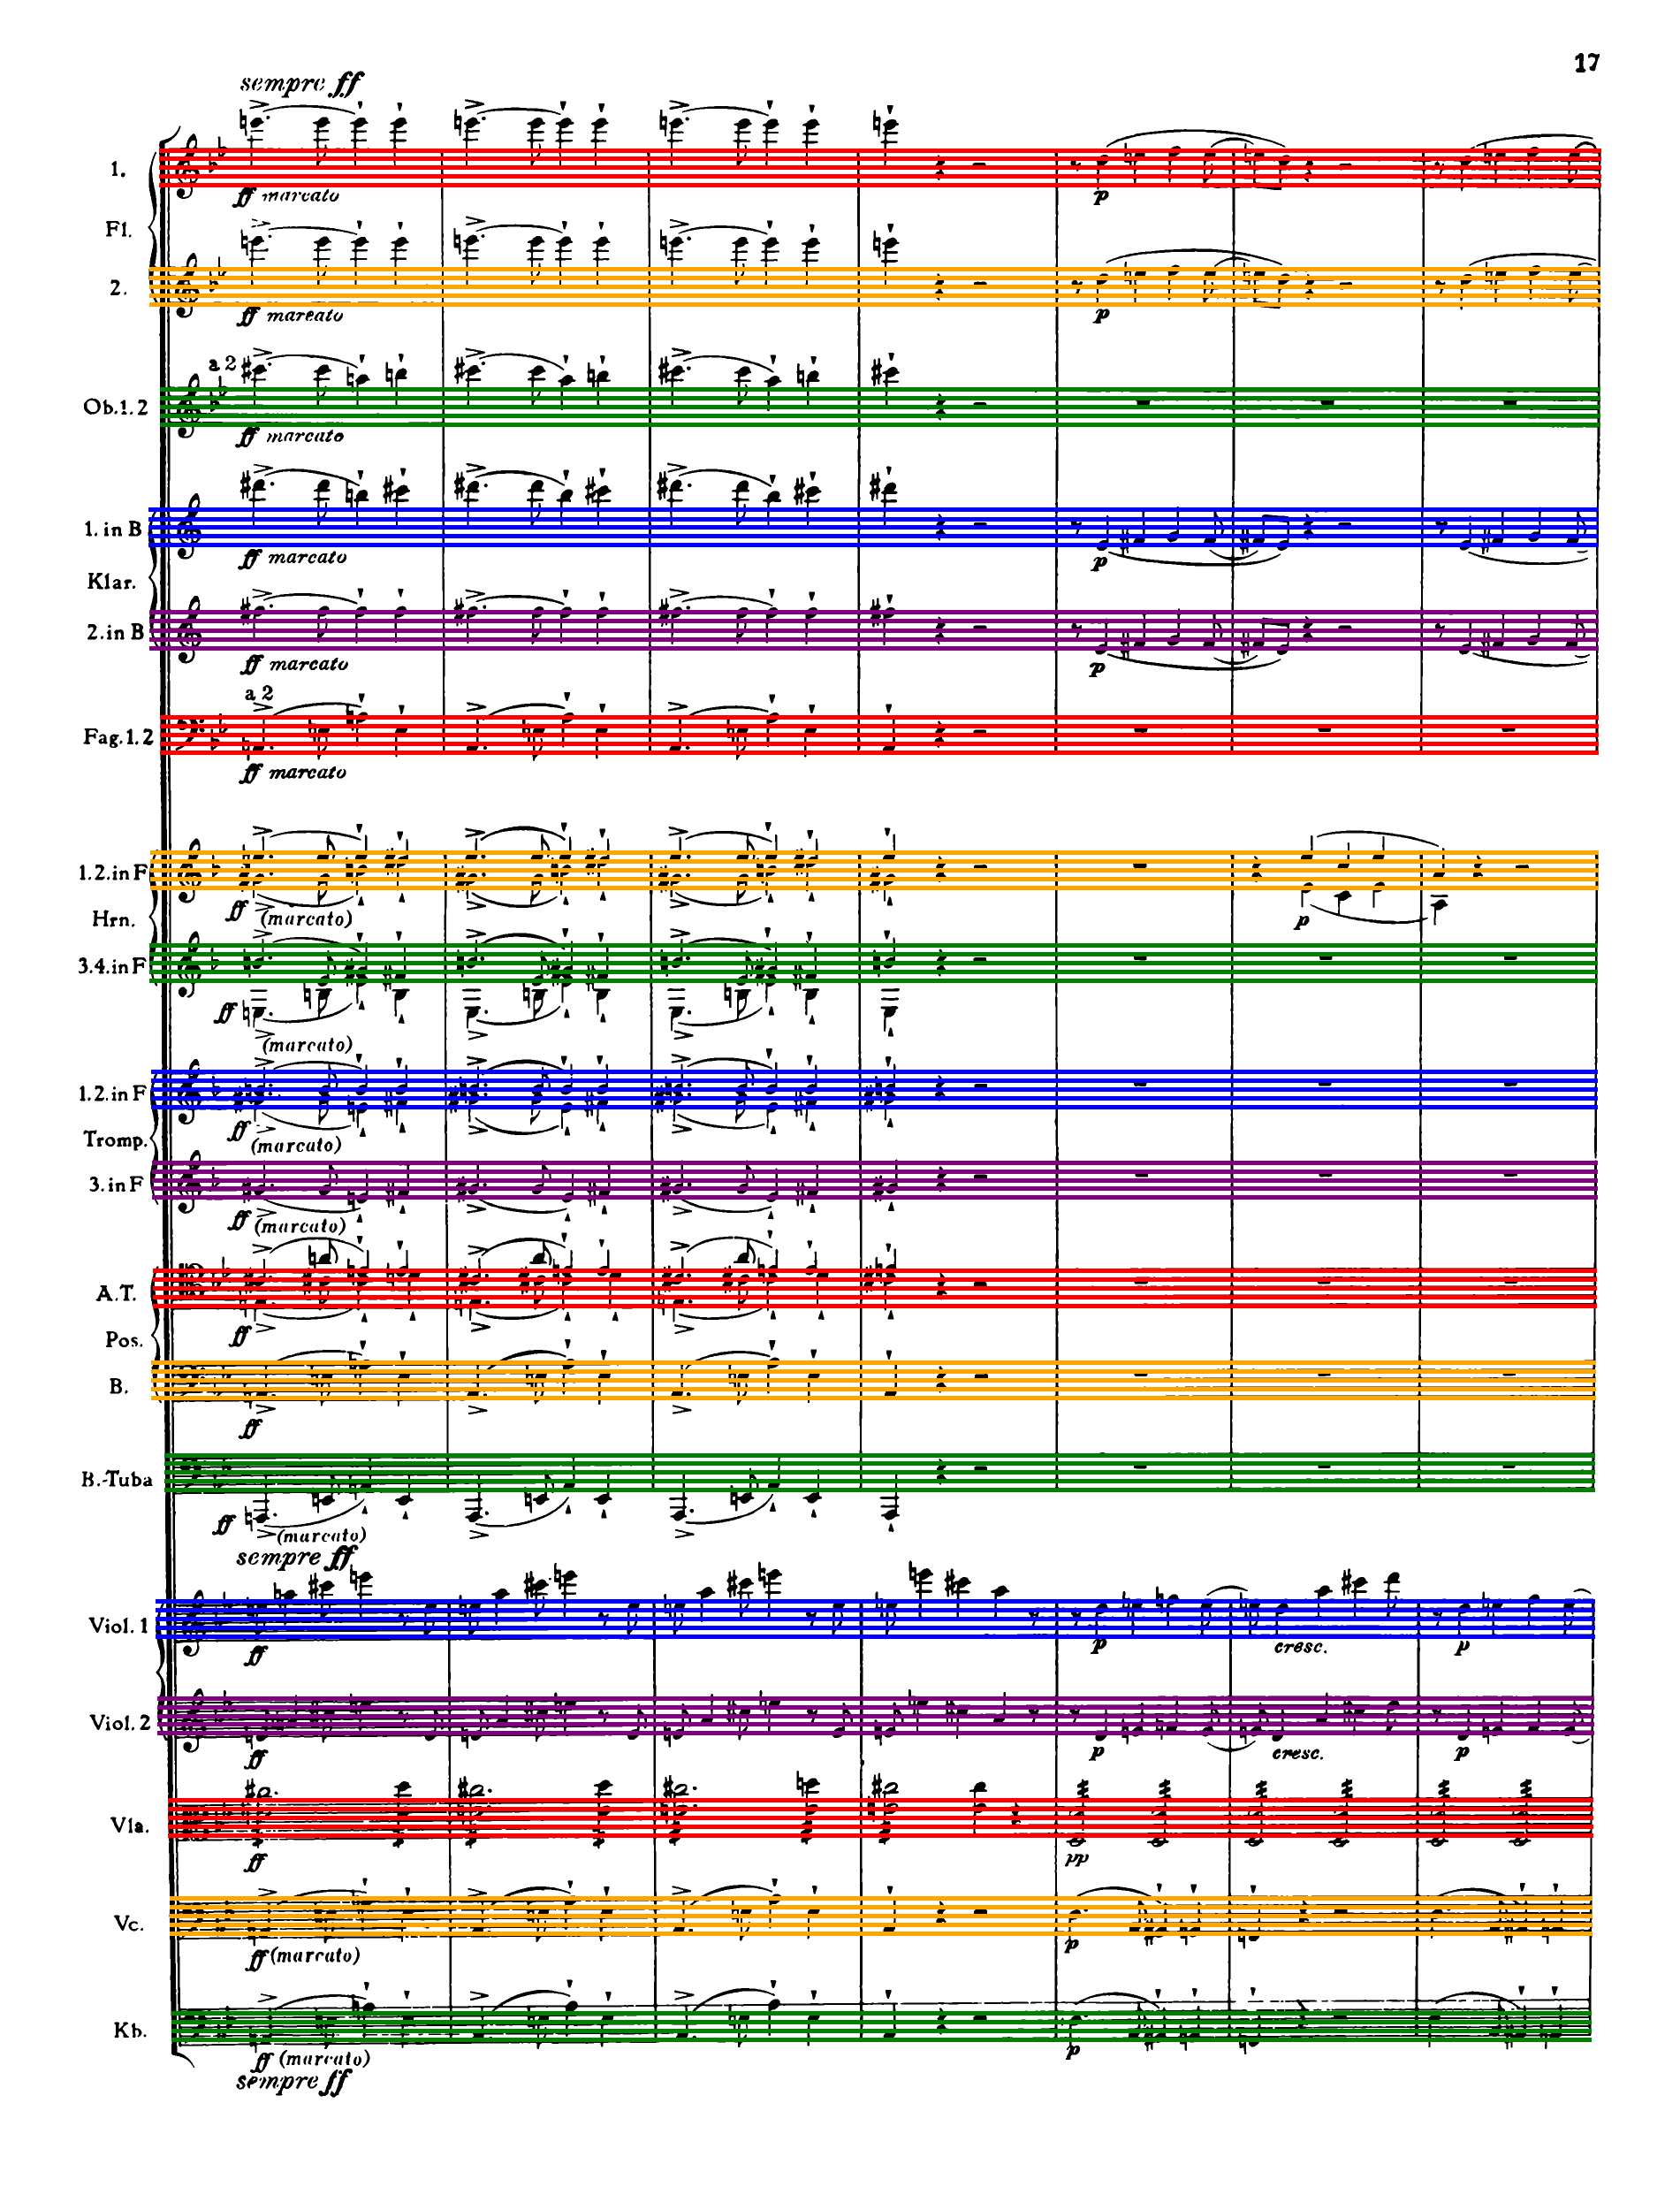 17
sempre ff
1.
ff marcato
Fl.
2.
ff marcato
a 2
Ob.1.2
ff marcato
1. in B
p
ff marcato
Klar.
2. in B
p
ff marcato
a 2
Fag.1.2
ff marcato
1.2. in F
ff (marcato)
p
Hrn.
3.4. in F
ff
(marcato)
1.2. in F
ff
(marcato)
Tromp.
3. in F
ff (marcato)
A.T.
ff
Pos.
B.
ff
B.-Tuba
ff (marcato)
sempre ff
Viol. 1
ff p cresc. p
Viol. 2
ff p cresc. p
Vla.
ff pp
Vc.
ff (marcato) p
Kb.
ff (marcato) p
sempre ff